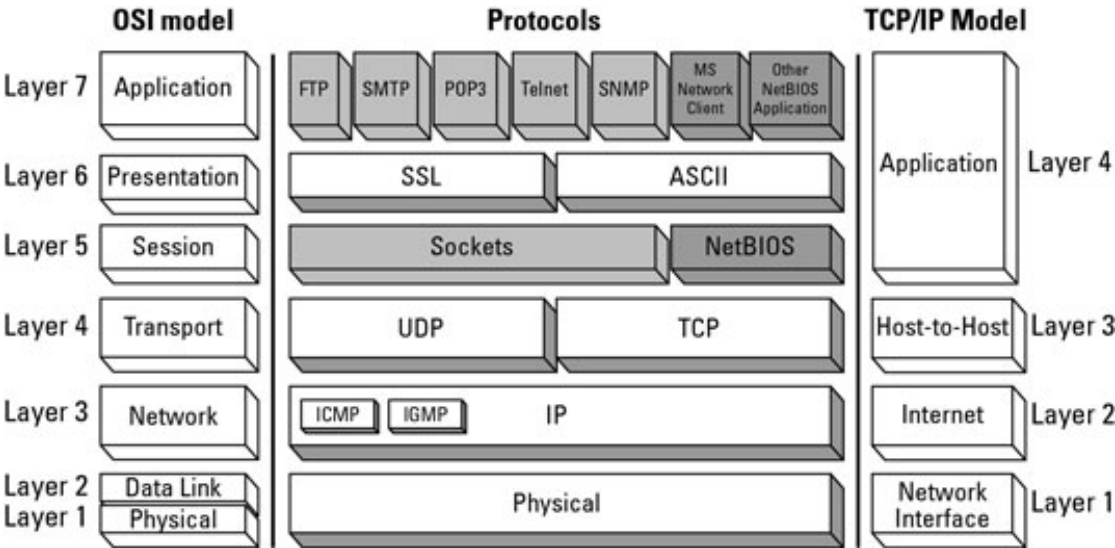 OSI model Protocols TCP/IP Model
Layer 7 Application FTP SMTP POP3 Telnet SNMP MS Network Client Other NetBIOS Application
Layer 6 Presentation SSL ASCII Application Layer 4
Layer 5 Session Sockets NetBIOS
Layer 4 Transport UDP TCP Host-to-Host Layer 3
Layer 3 Network ICMP IGMP IP Internet Layer 2
Layer 2 Data Link
Layer 1 Physical Physical Network Interface Layer 1